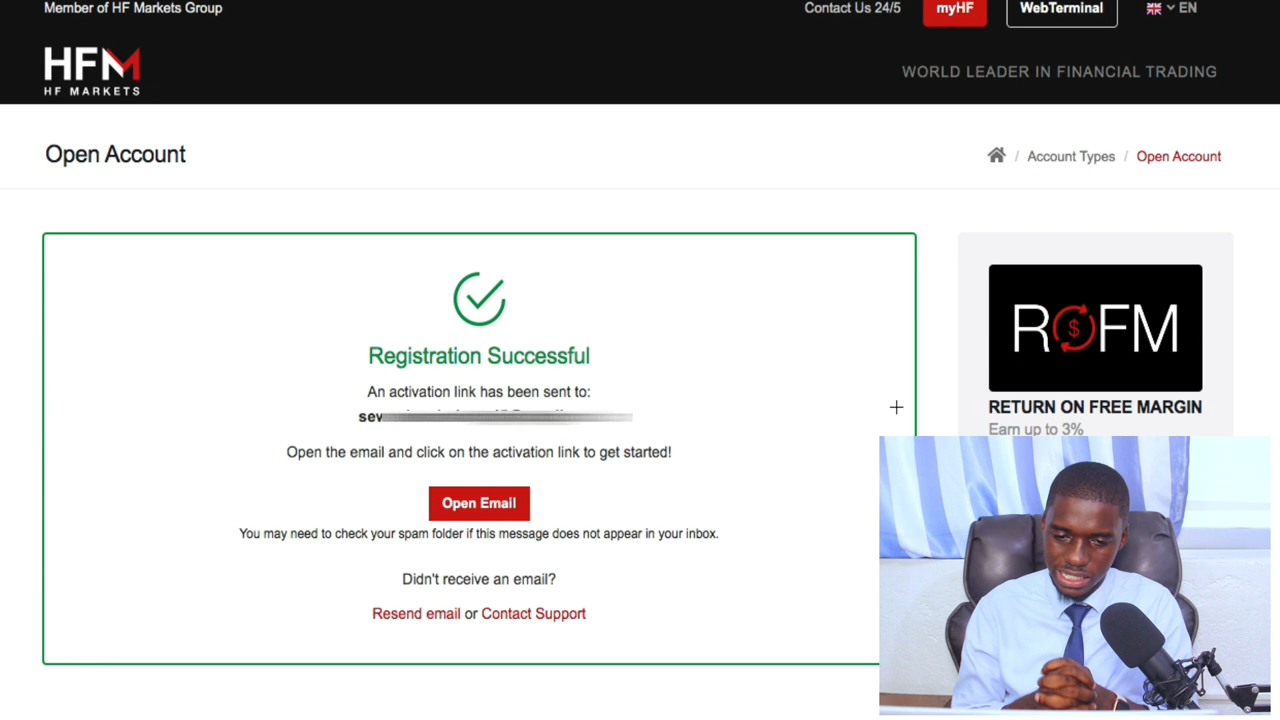 Member of HF Markets Group
Contact Us 24/5
myHF
WebTerminal
EN
HFM
HF MARKETS
WORLD LEADER IN FINANCIAL TRADING
Open Account
/ Account Types / Open Account
Registration Successful
An activation link has been sent to:
Open the email and click on the activation link to get started!
Open Email
You may need to check your spam folder if this message does not appear in your inbox.
Didn't receive an email?
Resend email or Contact Support
R$FM
RETURN ON FREE MARGIN
Earn up to 3%